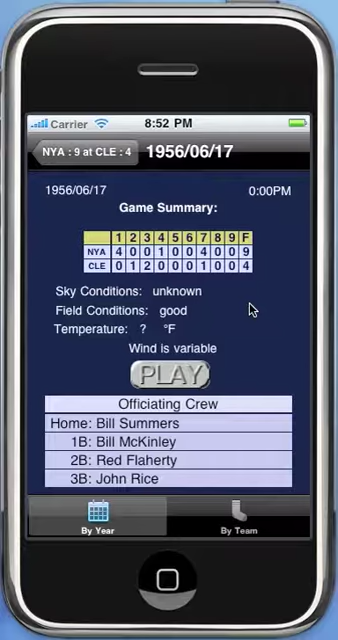 Carrier 8:52 PM
NYA : 9 at CLE : 4 1956/06/17
1956/06/17 0:00PM
Game Summary:
1 2 3 4 5 6 7 8 9 F
NYA 4 0 0 1 0 0 4 0 0 9
CLE 0 1 2 0 0 0 1 0 0 4
Sky Conditions: unknown
Field Conditions: good
Temperature: ? °F
Wind is variable
PLAY
Officiating Crew
Home: Bill Summers
1B: Bill McKinley
2B: Red Flaherty
3B: John Rice
By Year By Team